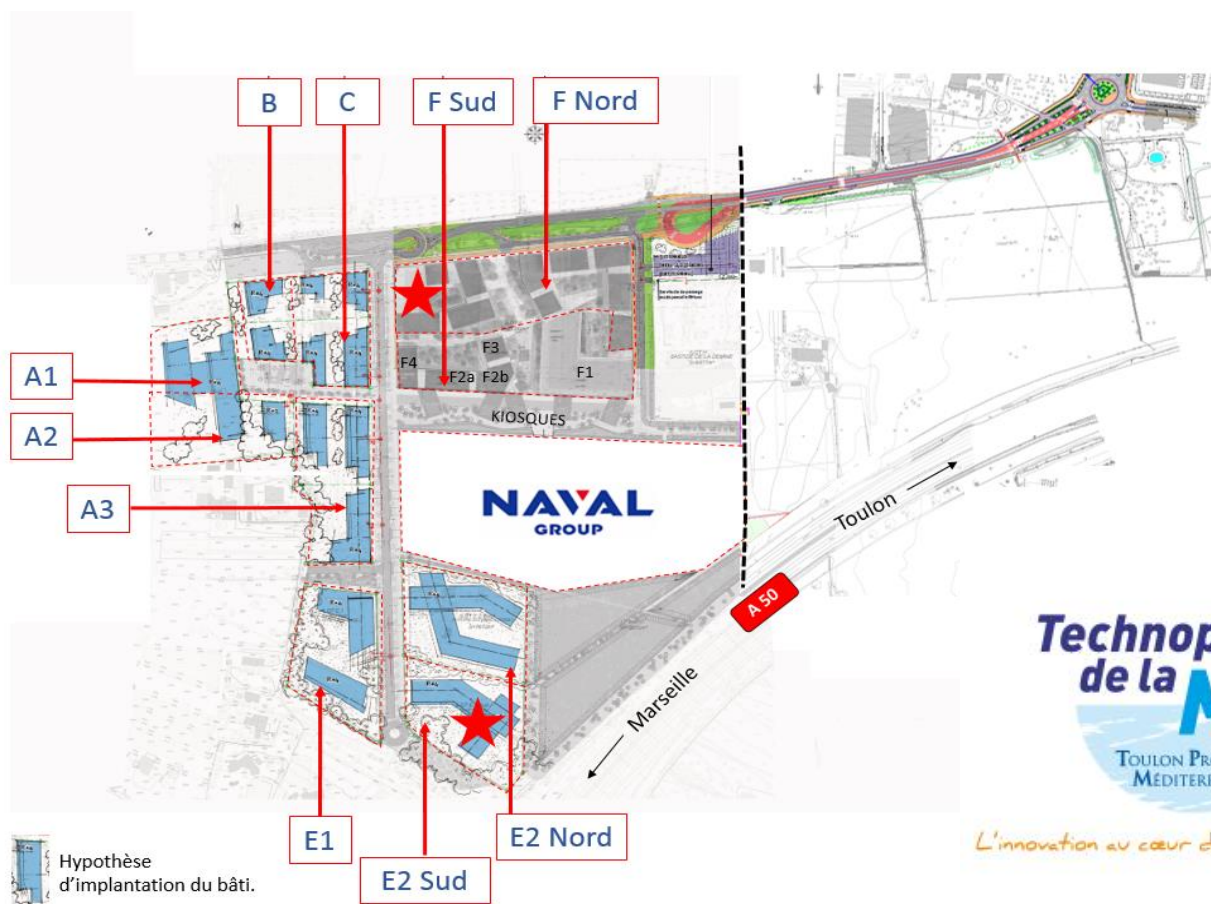 B
C
F Sud
F Nord
A1
A2
A3
F4
F3
F2a
F2b
F1
KIOSQUES
NAVAL
GROUP
Toulon
A 50
Marseille
E1
E2 Sud
E2 Nord
Technop
de la M
TOULON PR
MÉDITER
L'innovation au cœur d
Hypothèse
d'implantation du bâti.